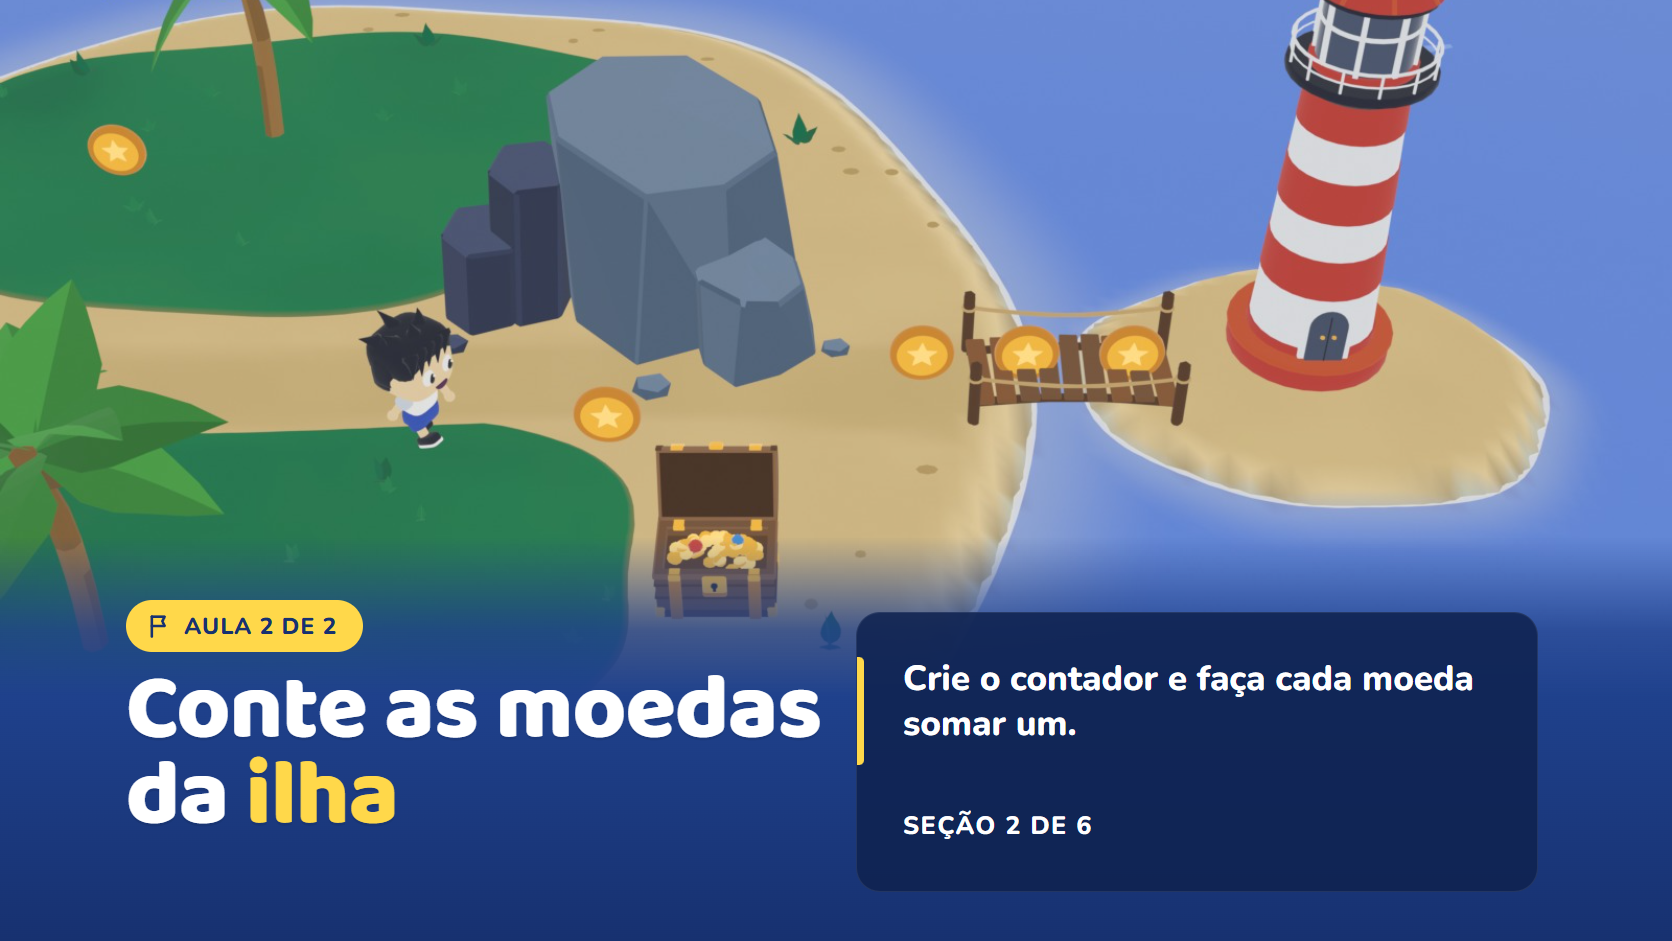 AULA 2 DE 2
Conte as moedas
da ilha
Crie o contador e faça cada moeda
somar um.
SEÇÃO 2 DE 6